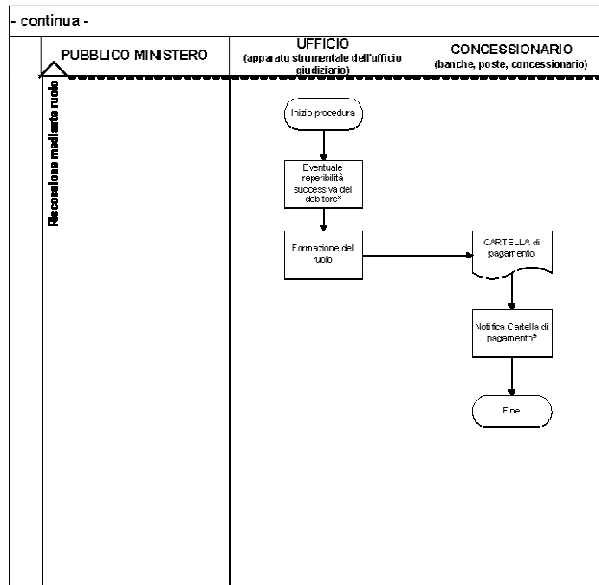 - continua -
PUBBLICO MINISTERO
UFFICIO
(apparato strumentale dell'ufficio
giudiziario)
CONCESSIONARIO
(banche, poste, concessionario)
Riscossione mediante ruolo
Inizio procedura
Eventuale
reperibilità
successiva del
debitore
Formazione del
ruolo
CARTELLA di
pagamento
Notifica Cartella di
pagamento
Fine